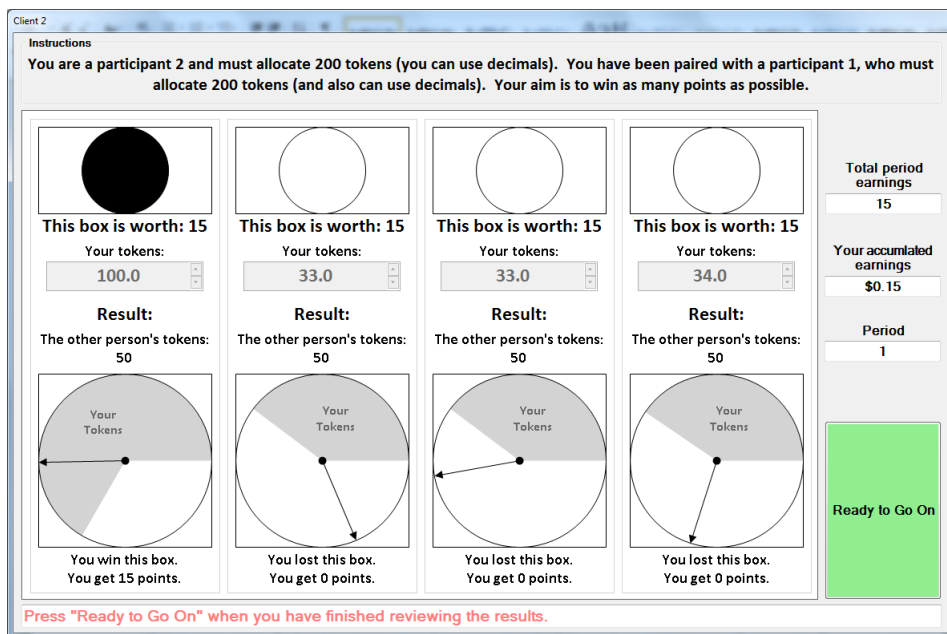 Client 2
Instructions
You are a participant 2 and must allocate 200 tokens (you can use decimals).  You have been paired with a participant 1, who must
allocate 200 tokens (and also can use decimals).  Your aim is to win as many points as possible.
This box is worth: 15
Your tokens:
100.0
Result:
The other person's tokens:
50
Your
Tokens
You win this box.
You get 15 points.
This box is worth: 15
Your tokens:
33.0
Result:
The other person's tokens:
50
Your
Tokens
You lost this box.
You get 0 points.
This box is worth: 15
Your tokens:
33.0
Result:
The other person's tokens:
50
Your
Tokens
You lost this box.
You get 0 points.
This box is worth: 15
Your tokens:
34.0
Result:
The other person's tokens:
50
Your
Tokens
You lost this box.
You get 0 points.
Total period
earnings
15
Your accumlated
earnings
$0.15
Period
1
Ready to Go On
Press "Ready to Go On" when you have finished reviewing the results.